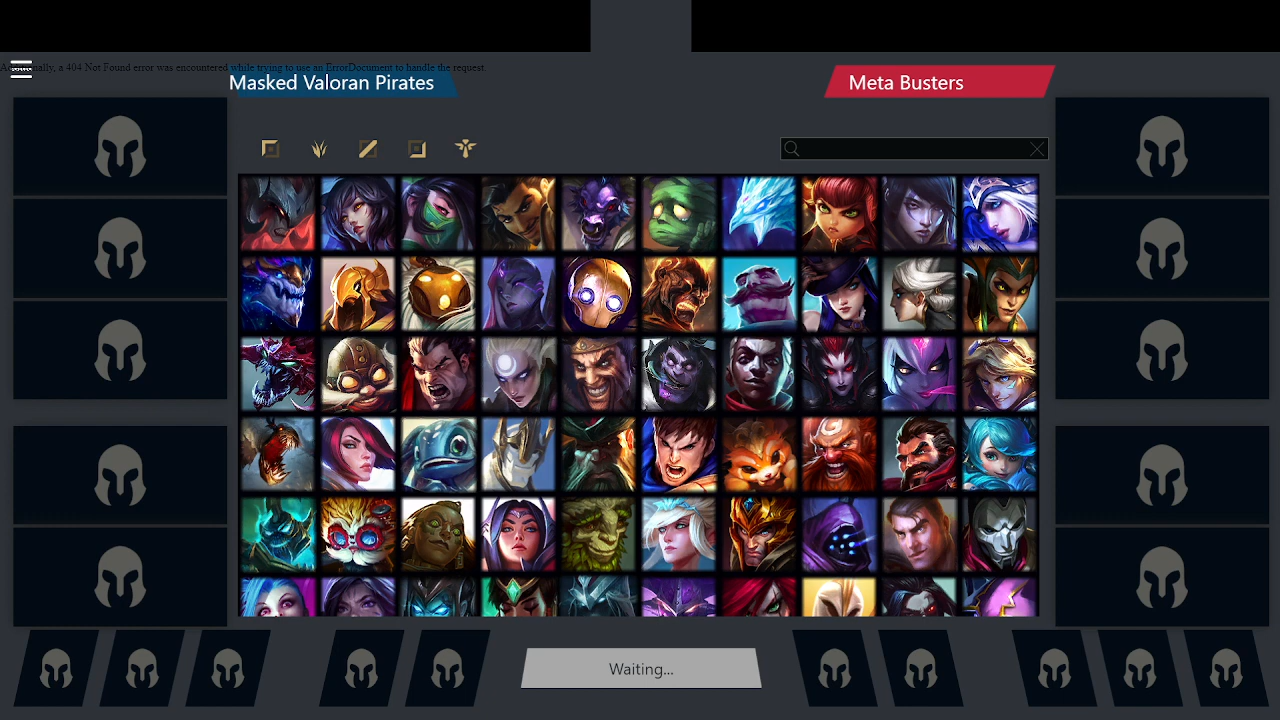 Additionally, a 404 Not Found error was encountered while trying to use an ErrorDocument to handle the request.
Masked Valoran Pirates
Meta Busters
Waiting...